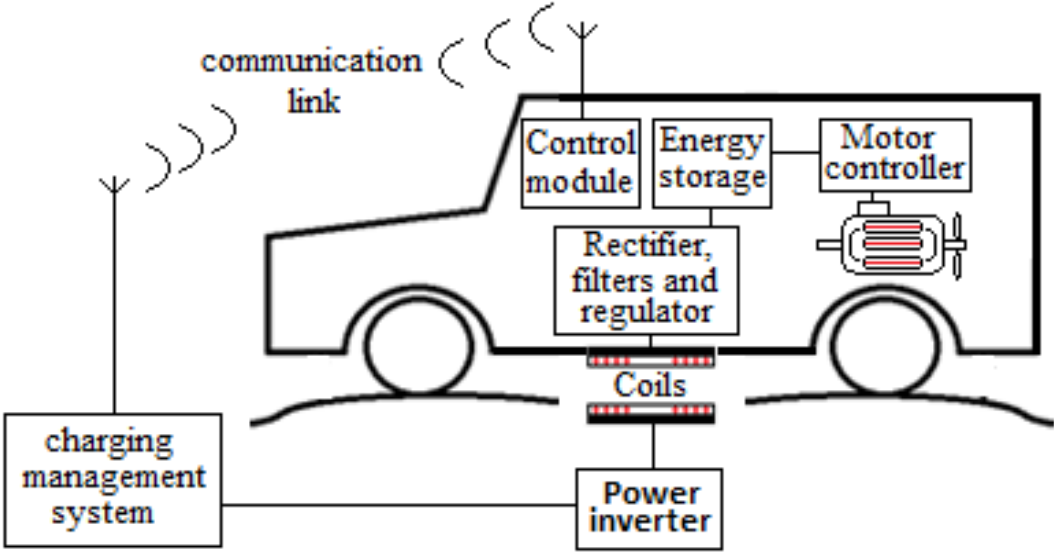 communication
link
Control
module
Energy
storage
Motor
controller
Rectifier,
filters and
regulator
Coils
charging
management
system
Power
inverter